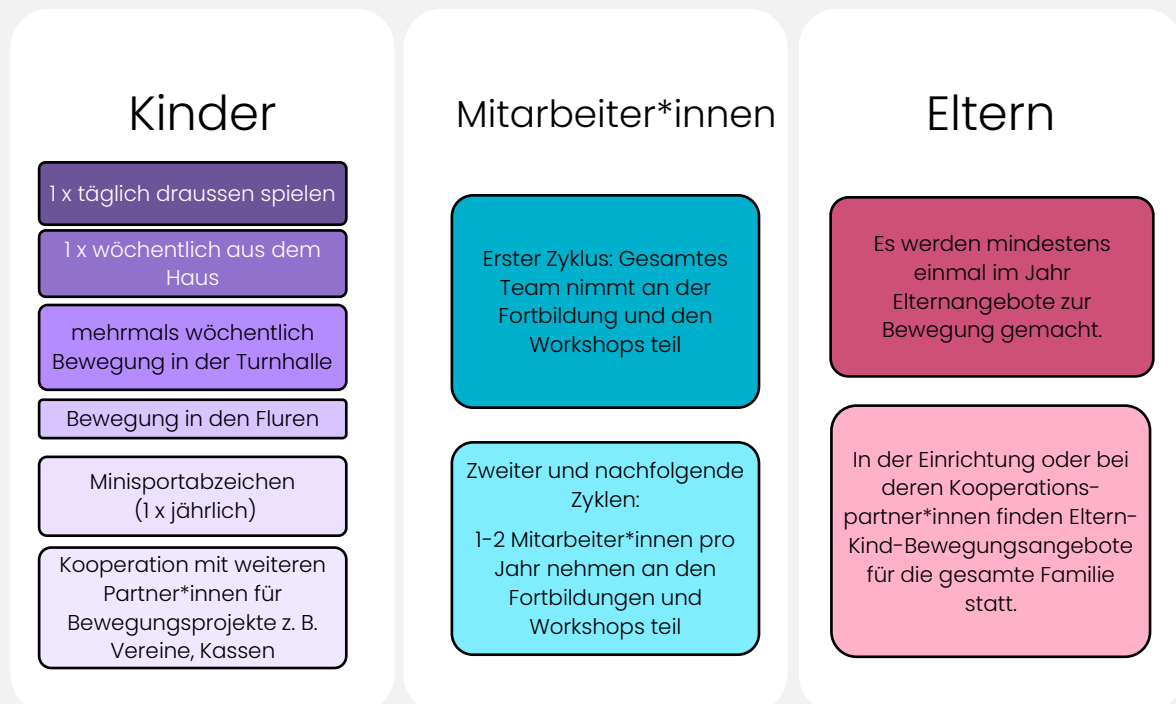 Kinder
1 x täglich draussen spielen
1 x wöchentlich aus dem
Haus
mehrmals wöchentlich
Bewegung in der Turnhalle
Bewegung in den Fluren
Minisportabzeichen
(1 x jährlich)
Kooperation mit weiteren
Partner*innen für
Bewegungsprojekte z. B.
Vereine, Kassen
Mitarbeiter*innen
Erster Zyklus: Gesamtes
Team nimmt an der
Fortbildung und den
Workshops teil
Zweiter und nachfolgende
Zyklen:
1-2 Mitarbeiter*innen pro
Jahr nehmen an den
Fortbildungen und
Workshops teil
Eltern
Es werden mindestens
einmal im Jahr
Elternangebote zur
Bewegung gemacht.
In der Einrichtung oder bei
deren Kooperations-
partner*innen finden Eltern-
Kind-Bewegungsangebote
für die gesamte Familie
statt.